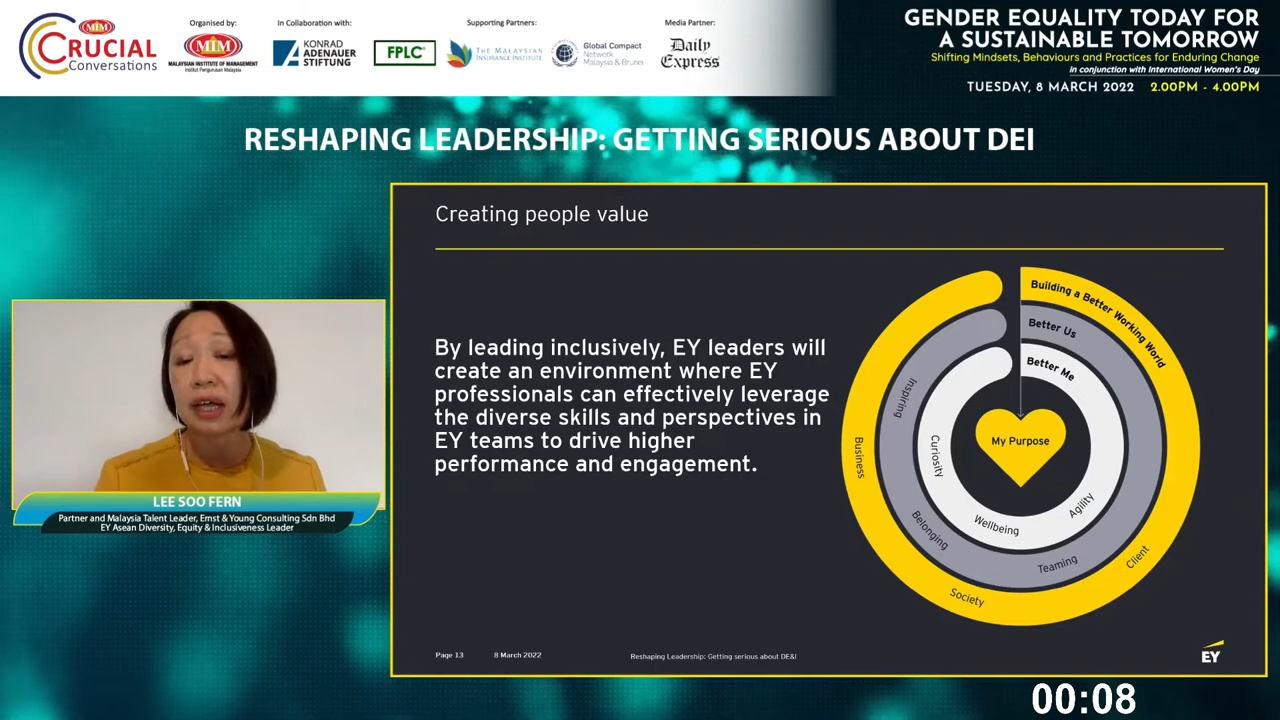 MIM
CRUCIAL
Conversations
Organised by:
MIM
MALAYSIAN INSTITUTE OF MANAGEMENT
Institut Pengurusan Malaysia
In Collaboration with:
KONRAD
ADENAUER
STIFTUNG
FPLC
Supporting Partners:
THE MALAYSIAN
INSURANCE INSTITUTE
Global Compact
Network
Malaysia & Brunei
Media Partner:
Daily
Express
GENDER EQUALITY TODAY FOR
A SUSTAINABLE TOMORROW
Shifting Mindsets, Behaviours and Practices for Enduring Change
in conjunction with International Women's Day
TUESDAY, 8 MARCH 2022 2.00PM - 4.00PM
RESHAPING LEADERSHIP: GETTING SERIOUS ABOUT DEI
Creating people value
By leading inclusively, EY leaders will
create an environment where EY
professionals can effectively leverage
the diverse skills and perspectives in
EY teams to drive higher
performance and engagement.
Building a Better Working World
Better Us
Better Me
My Purpose
Inspiring
Business
Curiosity
Agility
Wellbeing
Belonging
Teaming
Client
Society
LEE SOO FERN
Partner and Malaysia Talent Leader, Ernst & Young Consulting Sdn Bhd
EY Asean Diversity, Equity & Inclusiveness Leader
Page 13 8 March 2022 Reshaping Leadership: Getting serious about DE&I
EY
00:08